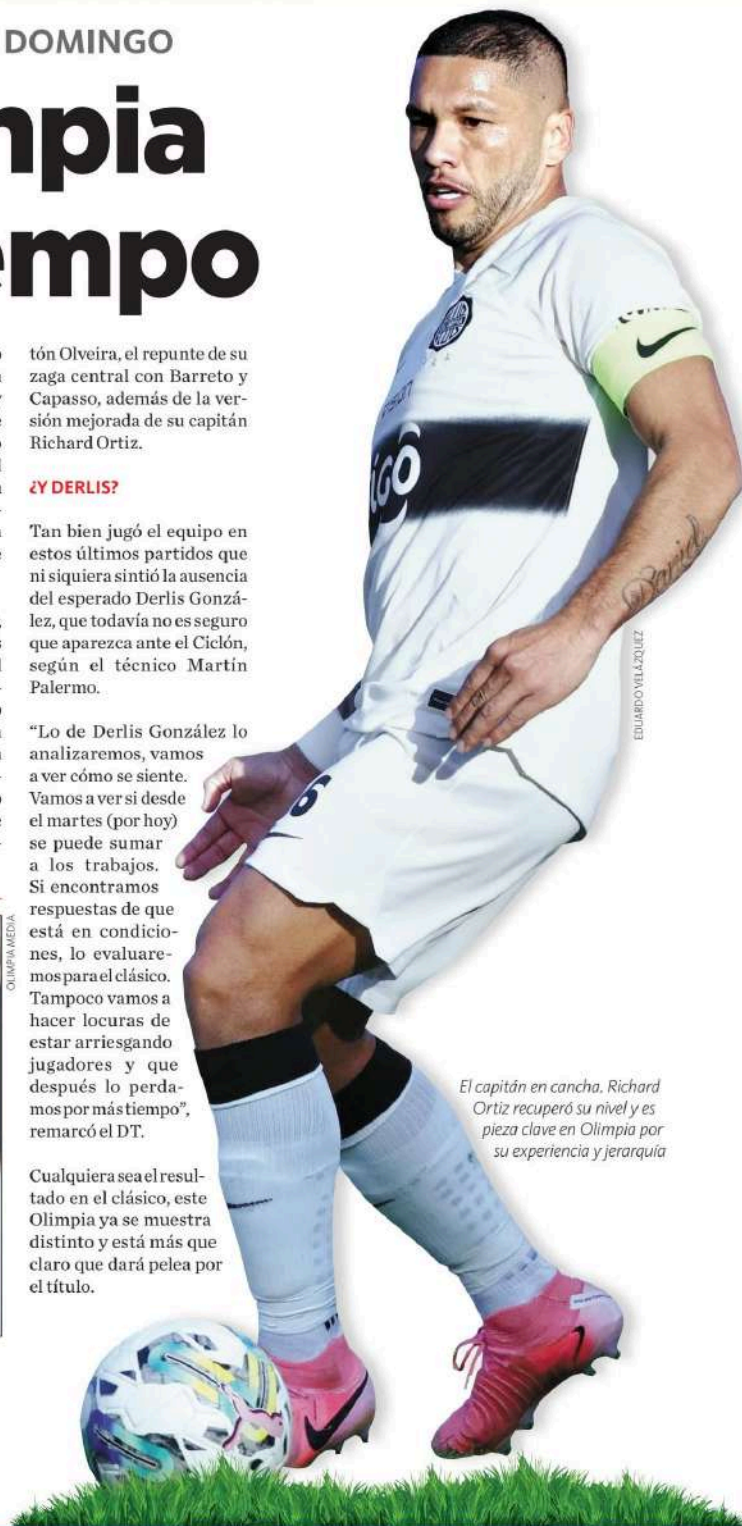 DOMINGO
mpia
empo
tón Olveira, el repunte de su
zaga central con Barreto y
Capasso, además de la ver-
sión mejorada de su capitán
Richard Ortiz.
¿Y DERLIS?
Tan bien jugó el equipo en
estos últimos partidos que
ni siquiera sintió la ausencia
del esperado Derlis Gonzá-
lez, que todavía no es seguro
que aparezca ante el Ciclón,
según el técnico Martín
Palermo.
“Lo de Derlis González lo
analizaremos, vamos
a ver cómo se siente.
Vamos a ver si desde
el martes (por hoy)
se puede sumar
a los trabajos.
Si encontramos
respuestas de que
está en condicio-
nes, lo evaluare-
mos para el clásico.
Tampoco vamos a
hacer locuras de
estar arriesgando
jugadores y que
después lo perda-
mos por más tiempo”,
remarcó el DT.
Cualquiera sea el resul-
tado en el clásico, este
Olimpia ya se muestra
distinto y está más que
claro que dará pelea por
el título.
OLIMPIA MEDIA
EDUARDO VELÁZQUEZ
El capitán en cancha. Richard
Ortiz recuperó su nivel y es
pieza clave en Olimpia por
su experiencia y jerarquía
IGO
6
David